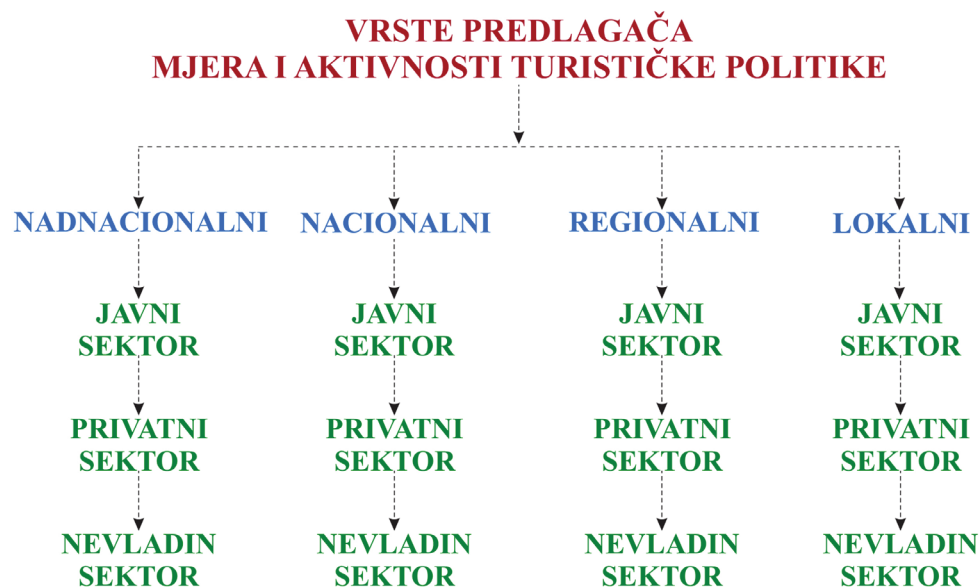 VRSTE PREDLAGAČA
MJERA I AKTIVNOSTI TURISTIČKE POLITIKE
NADNACIONALNI
NACIONALNI
REGIONALNI
LOKALNI
JAVNI
SEKTOR
JAVNI
SEKTOR
JAVNI
SEKTOR
JAVNI
SEKTOR
PRIVATNI
SEKTOR
PRIVATNI
SEKTOR
PRIVATNI
SEKTOR
PRIVATNI
SEKTOR
NEVLADIN
SEKTOR
NEVLADIN
SEKTOR
NEVLADIN
SEKTOR
NEVLADIN
SEKTOR